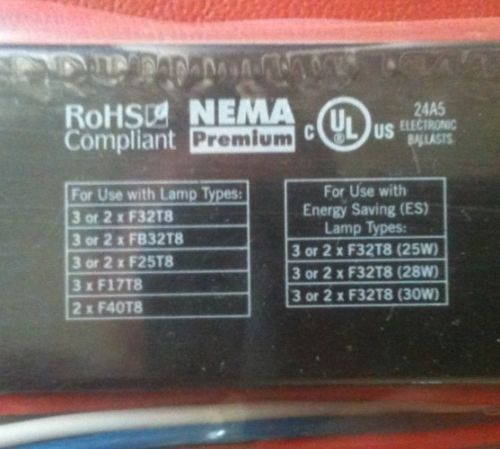 RoHS
Compliant
NEMA
Premium
C UL US
24A5
ELECTRONIC
BALLASTS
For Use with Lamp Types:
3 or 2 x F32T8
3 or 2 x FB32T8
3 or 2 x F25T8
3 x F17T8
2 x F40T8
For Use with
Energy Saving (ES)
Lamp Types:
3 or 2 x F32T8 (25W)
3 or 2 x F32T8 (28W)
3 or 2 x F32T8 (30W)